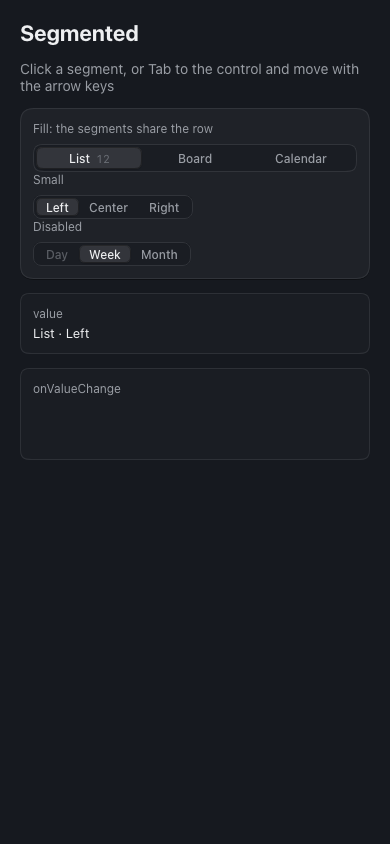 Segmented
Click a segment, or Tab to the control and move with
the arrow keys
Fill: the segments share the row
List 12 Board Calendar
Small
Left Center Right
Disabled
Day Week Month
value
List · Left
onValueChange